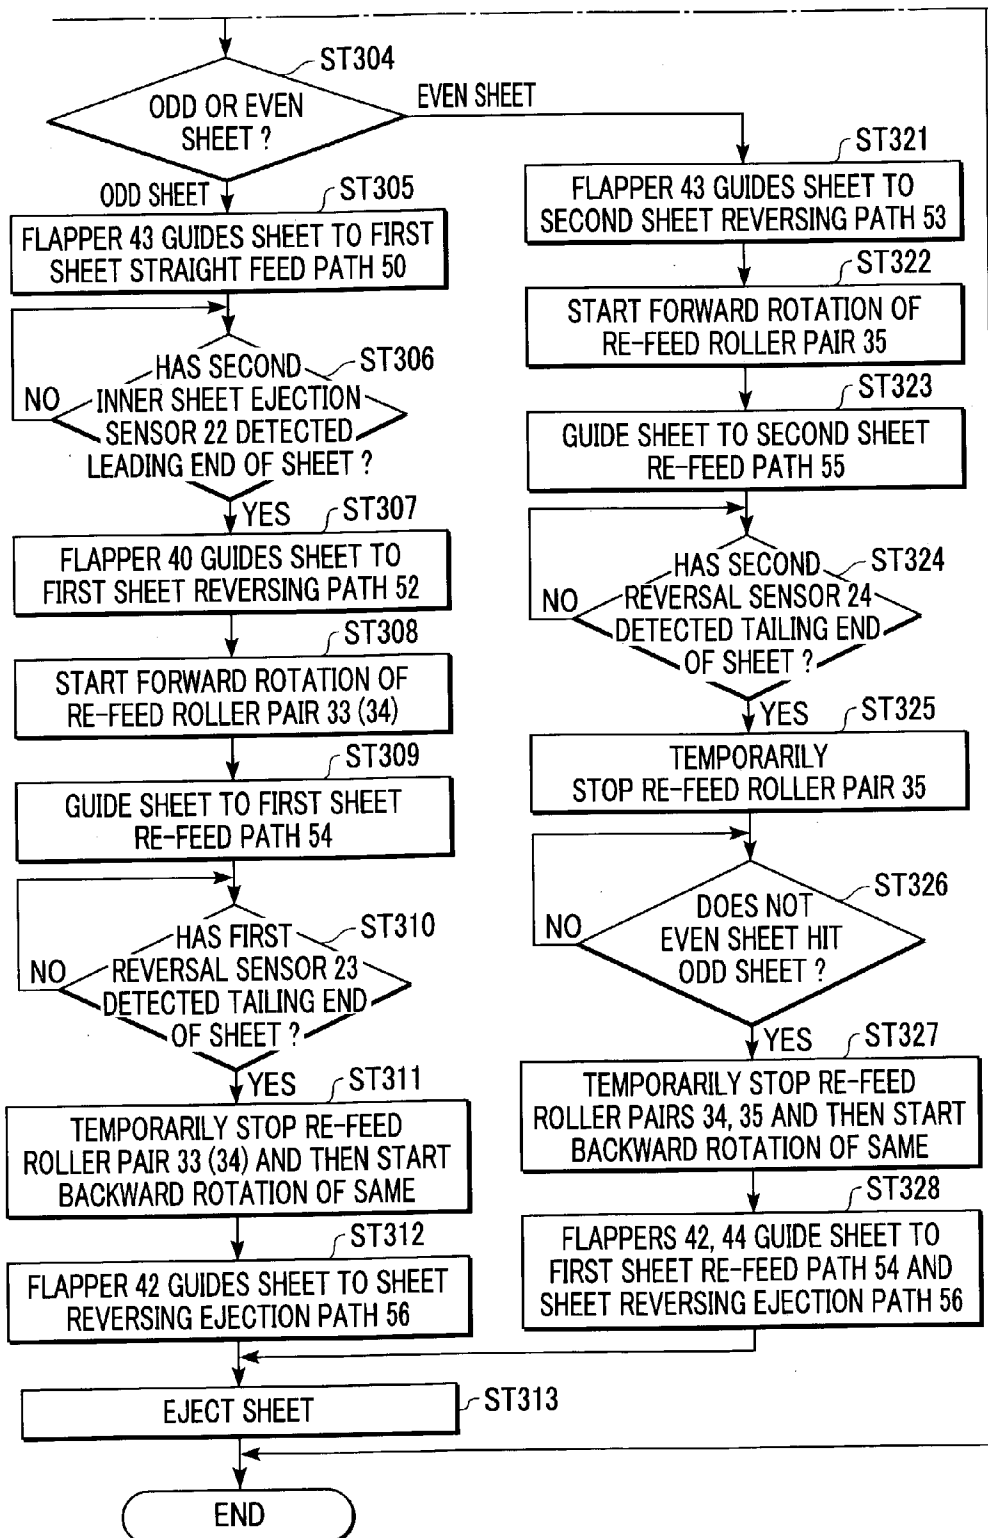 ST304
ODD OR EVEN
SHEET ?
EVEN SHEET
ODD SHEET
ST305
FLAPPER 43 GUIDES SHEET TO FIRST
SHEET STRAIGHT FEED PATH 50
ST306
HAS SECOND
INNER SHEET EJECTION
SENSOR 22 DETECTED
LEADING END OF SHEET ?
NO
YES
ST307
FLAPPER 40 GUIDES SHEET TO
FIRST SHEET REVERSING PATH 52
ST308
START FORWARD ROTATION OF
RE-FEED ROLLER PAIR 33 (34)
ST309
GUIDE SHEET TO FIRST SHEET
RE-FEED PATH 54
ST310
HAS FIRST
REVERSAL SENSOR 23
DETECTED TAILING END
OF SHEET ?
NO
YES
ST311
TEMPORARILY STOP RE-FEED
ROLLER PAIR 33 (34) AND THEN START
BACKWARD ROTATION OF SAME
ST312
FLAPPER 42 GUIDES SHEET TO SHEET
REVERSING EJECTION PATH 56
ST321
FLAPPER 43 GUIDES SHEET TO
SECOND SHEET REVERSING PATH 53
ST322
START FORWARD ROTATION OF
RE-FEED ROLLER PAIR 35
ST323
GUIDE SHEET TO SECOND SHEET
RE-FEED PATH 55
ST324
HAS SECOND
REVERSAL SENSOR 24
DETECTED TAILING END
OF SHEET ?
NO
YES
ST325
TEMPORARILY
STOP RE-FEED ROLLER PAIR 35
ST326
DOES NOT
EVEN SHEET HIT
ODD SHEET ?
NO
YES
ST327
TEMPORARILY STOP RE-FEED
ROLLER PAIRS 34, 35 AND THEN START
BACKWARD ROTATION OF SAME
ST328
FLAPPERS 42, 44 GUIDE SHEET TO
FIRST SHEET RE-FEED PATH 54 AND
SHEET REVERSING EJECTION PATH 56
EJECT SHEET
ST313
END